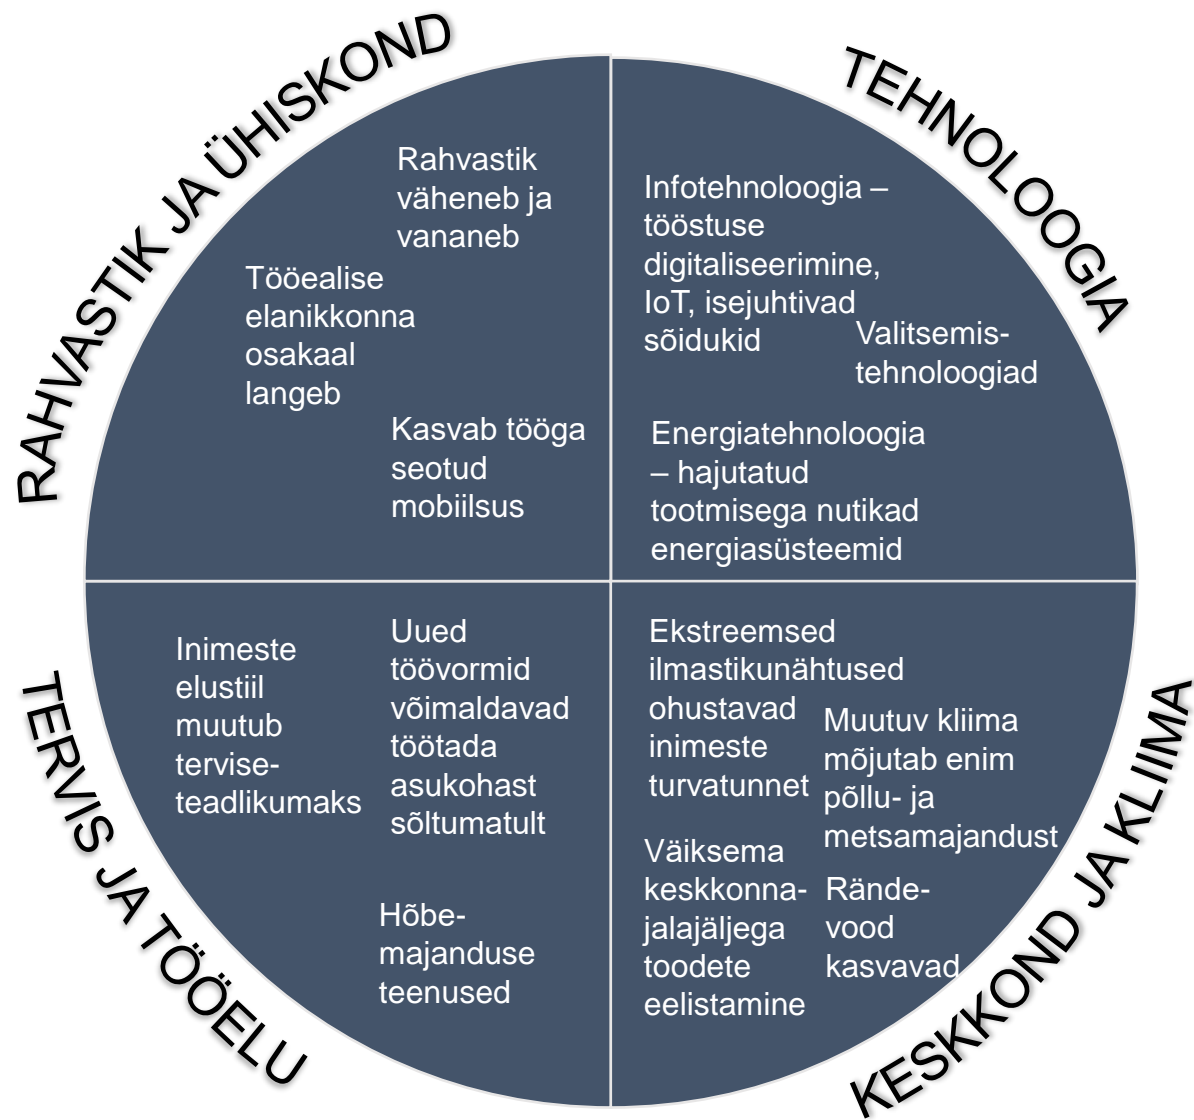 RAHVASTIK JA ÜHISKOND
Rahvastik
väheneb ja
vananeb
Tööealise
elanikkonna
osakaal
langeb
Kasvab tööga
seotud
mobiilsus
TEHNOLOOGIA
Infotehnoloogia –
tööstuse
digitaliseerimine,
IoT, isejuhtivad
sõidukid
Valitsemis-
tehnoloogiad
Energiatehnoloogia
– hajutatud
tootmisega nutikad
energiasüsteemid
TERVIS JA TÖÖELU
Inimeste
elustiil
muutub
tervise-
teadlikumaks
Uued
töövormid
võimaldavad
töötada
asukohast
sõltumatult
Hõbe-
majanduse
teenused
KESKKOND JA KLIIMA
Ekstreemsed
ilmastikunähtused
ohustavad
inimeste
turvatunnet
Muutuv kliima
mõjutab enim
põllu- ja
metsamajandust
Väiksema
keskkonna-
jalajäljega
toodete
eelistamine
Rände-
vood
kasvavad